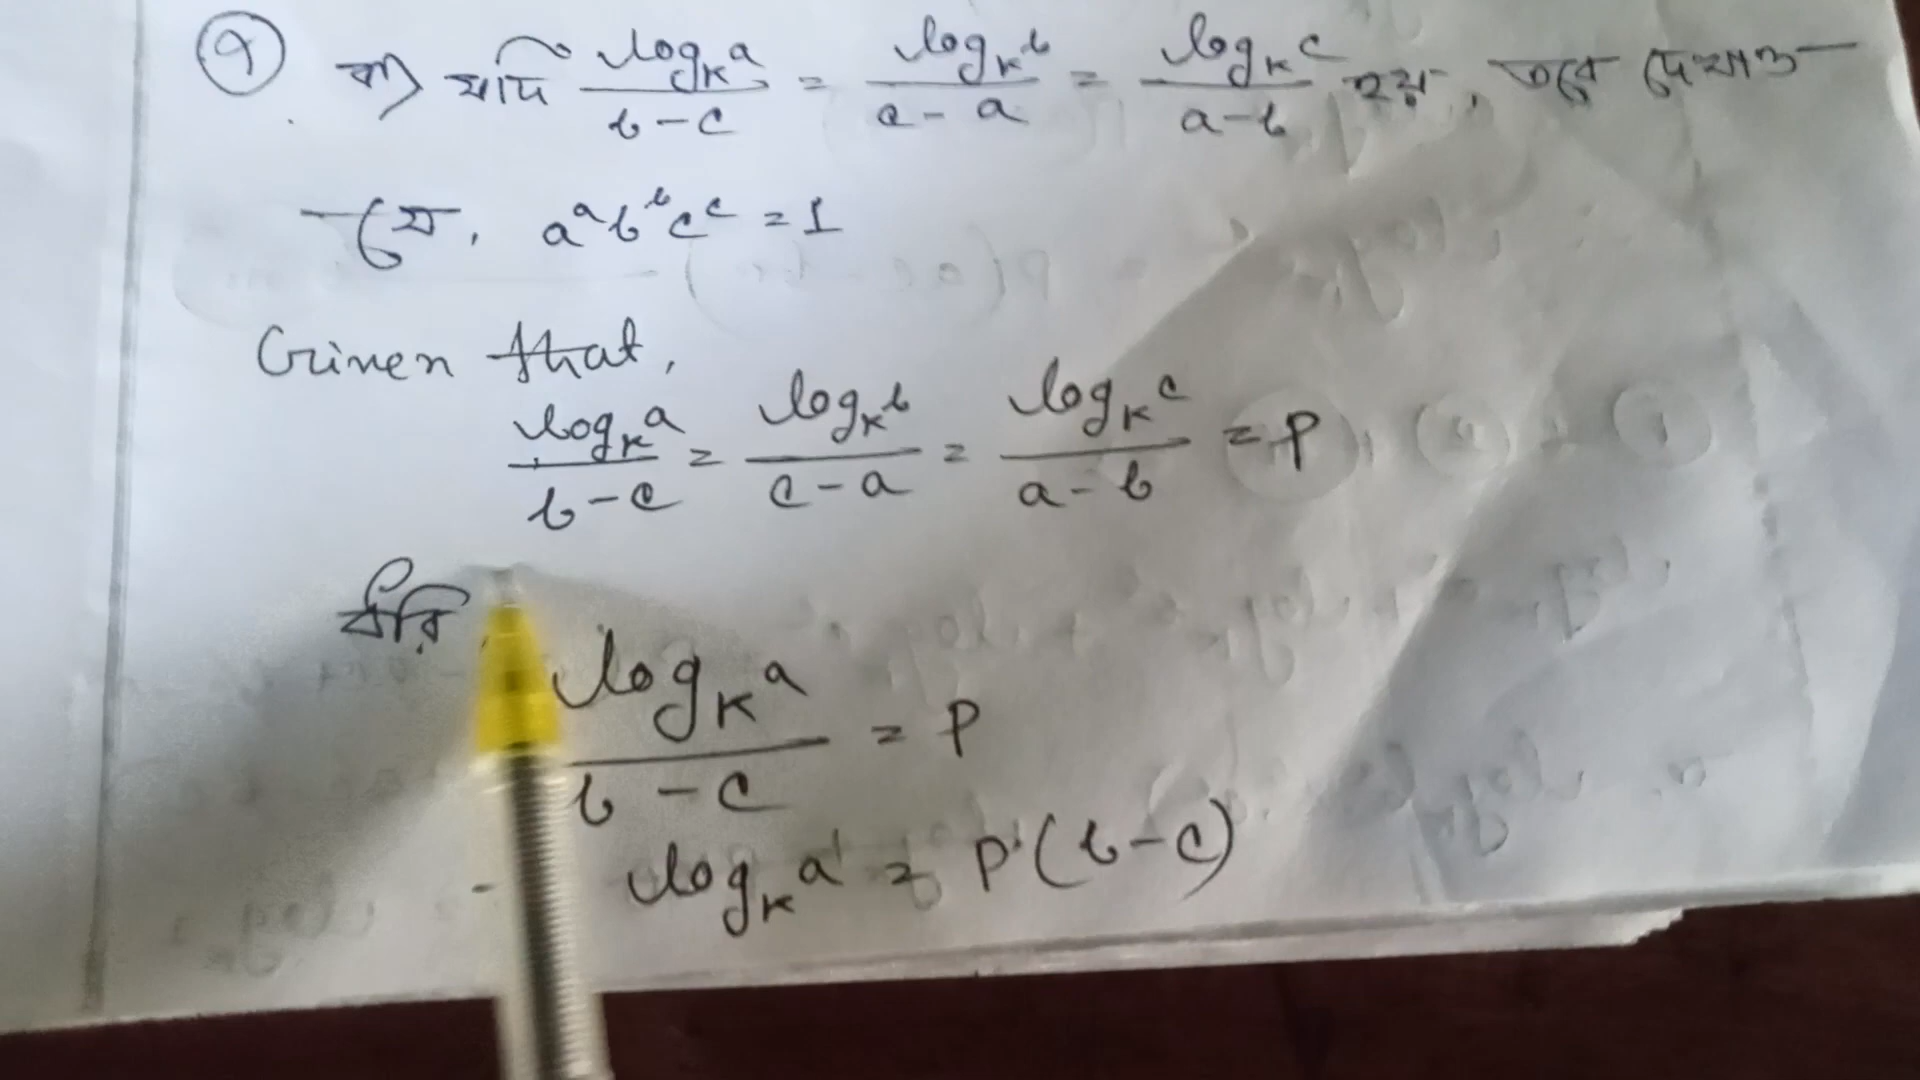 ৭ ক) যদি log_k a / b-c = log_k b / c-a = log_k c / a-b হয়, তবে দেখাও
যে, a^a b^b c^c = 1
Given that,
log_k a / b-c = log_k b / c-a = log_k c / a-b = P
ধরি,
log_k a / b-c = P
log_k a = P(b-c)